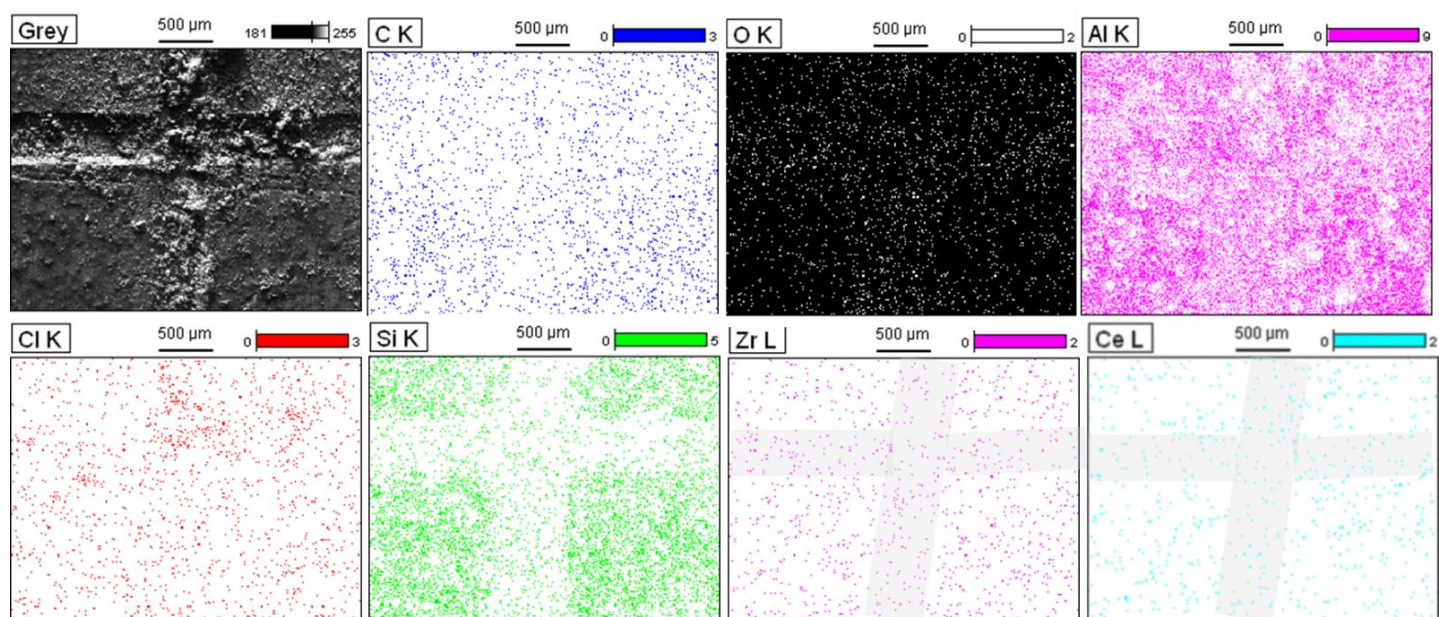 Grey 500 µm 181 255
C K 500 µm 0 3
O K 500 µm 0 2
Al K 500 µm 0 9
Cl K 500 µm 0 3
Si K 500 µm 0 5
Zr L 500 µm 0 2
Ce L 500 µm 0 2